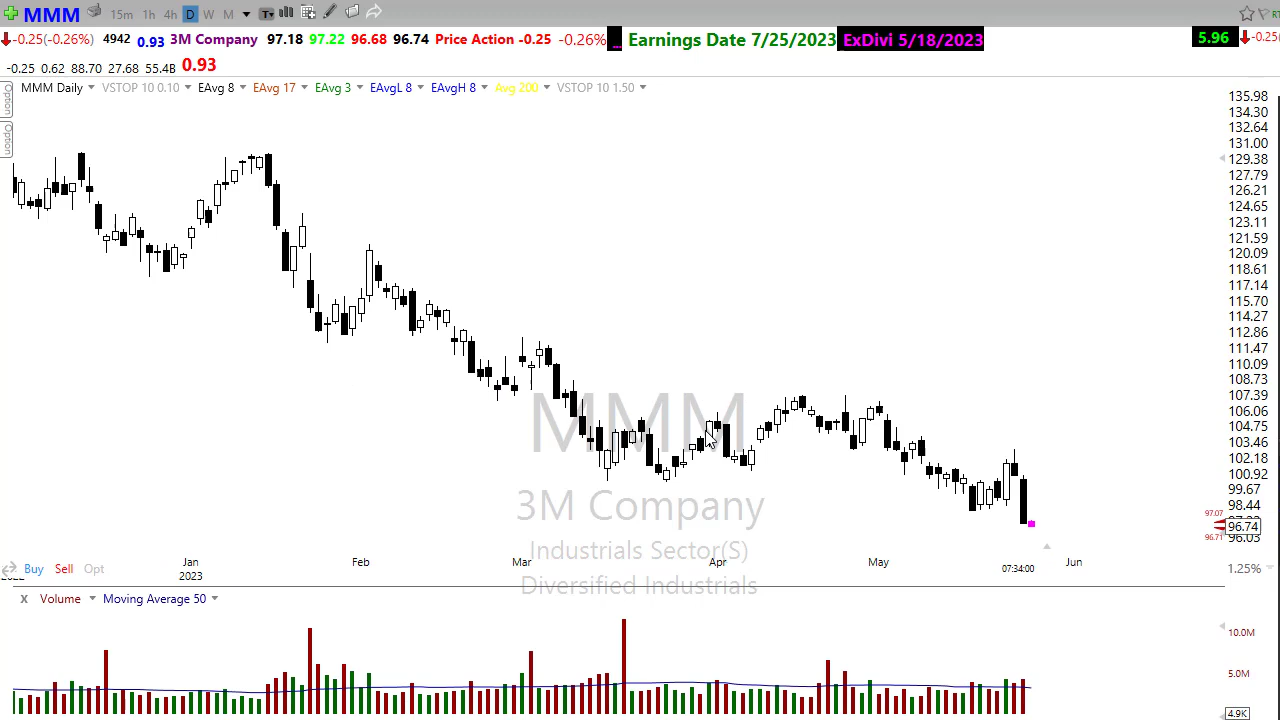 MMM 15m 1h 4h D W M T
-0.25(-0.26%) 4942 0.93 3M Company 97.18 97.22 96.68 96.74 Price Action -0.25 -0.26% ... Earnings Date 7/25/2023 ExDivi 5/18/2023 5.96 -0.25(
-0.25 0.62 88.70 27.68 55.4B 0.93
MMM Daily VSTOP 10 0.10 EAvg 8 EAvg 17 EAvg 3 EAvgL 8 EAvgH 8 Avg 200 VSTOP 10 1.50
Option
Option
135.98
134.30
132.64
131.00
129.38
127.79
126.21
124.65
123.11
121.59
120.09
118.61
117.14
115.70
114.27
112.86
111.47
110.09
108.73
107.39
106.06
104.75
103.46
102.18
100.92
99.67
98.44
97.07
96.74
96.71
96.03
MMM
3M Company
Industrials Sector(S)
Diversified Industrials
Buy Sell Opt
Jan Feb Mar Apr May Jun
2023 07:34:00 1.25%
X Volume Moving Average 50
10.0M
5.0M
4.9K